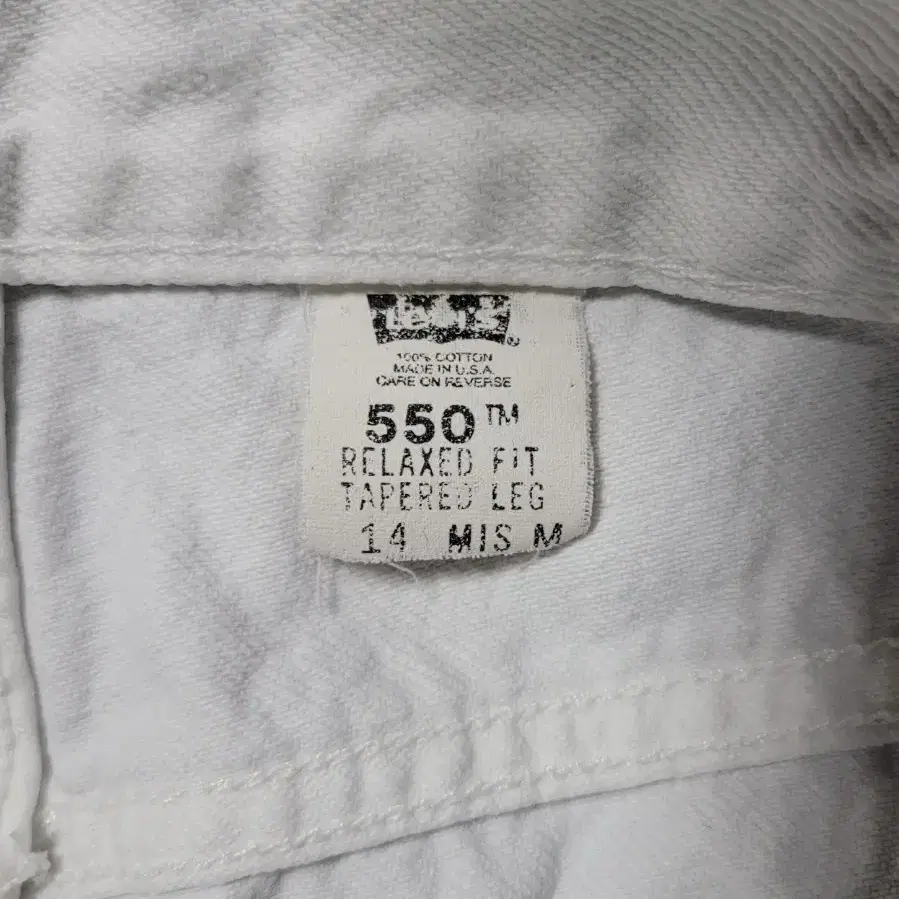 Levi's
®
100% COTTON
MADE IN U.S.A.
CARE ON REVERSE
550™
RELAXED FIT
TAPERED LEG
14 MIS M